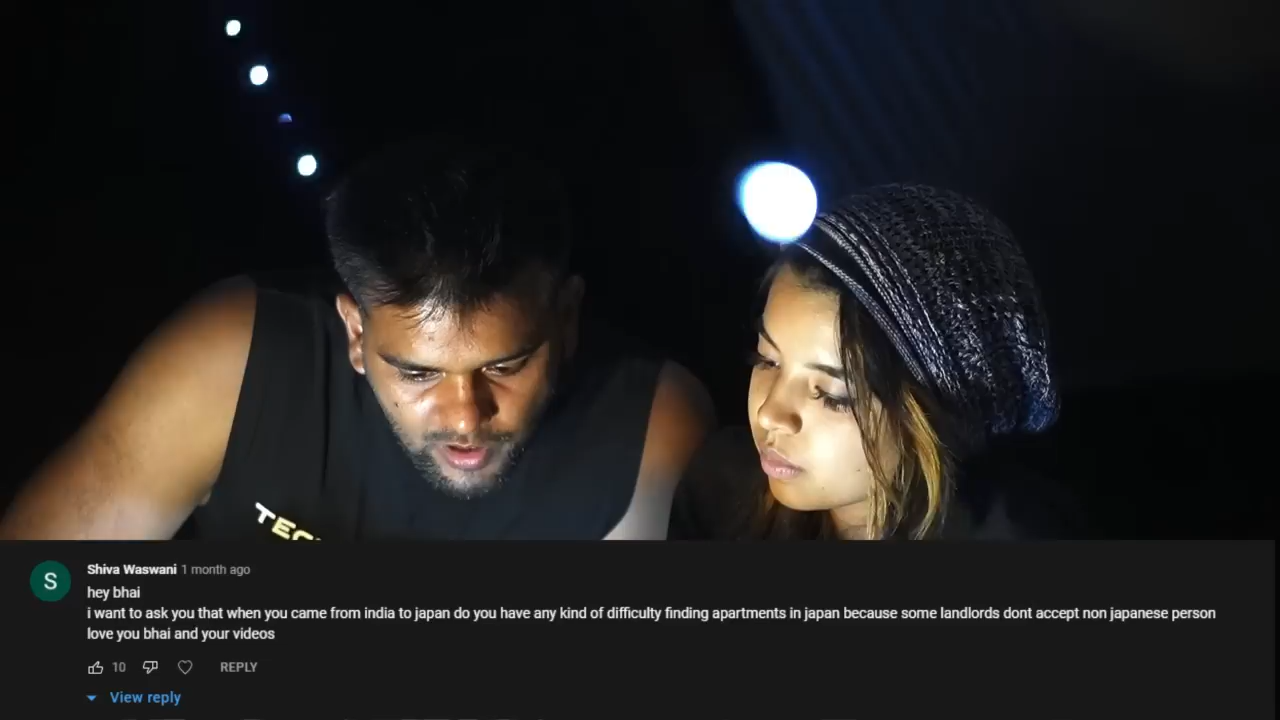 TEC
Shiva Waswani 1 month ago
S
hey bhai
i want to ask you that when you came from india to japan do you have any kind of difficulty finding apartments in japan because some landlords dont accept non japanese person
love you bhai and your videos
10 REPLY
View reply